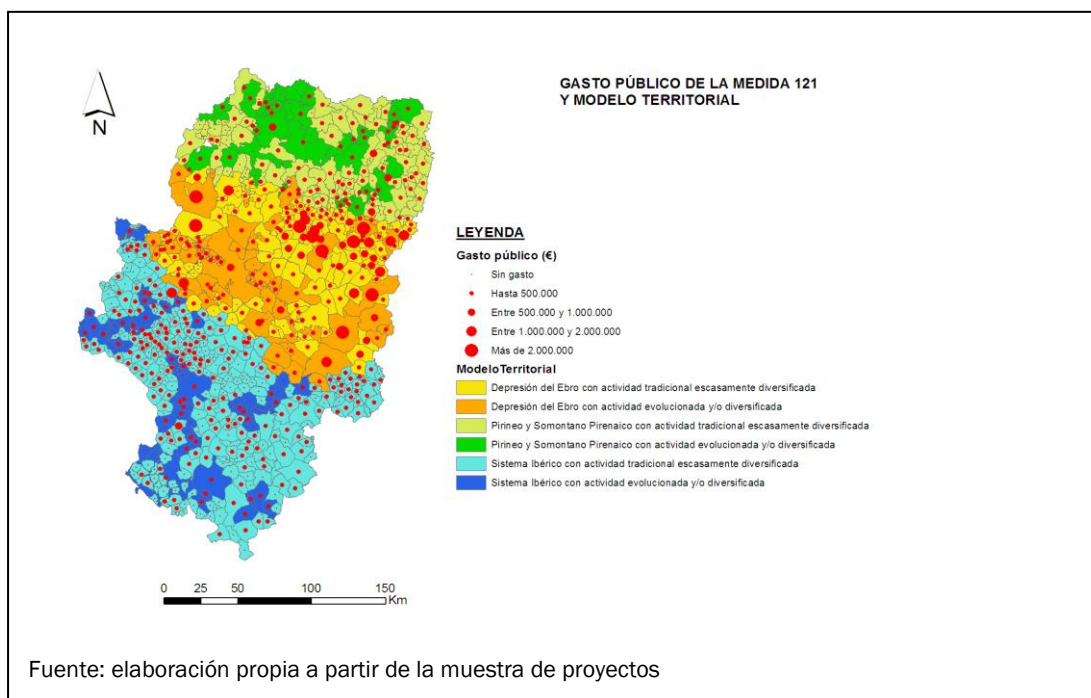 GASTO PÚBLICO DE LA MEDIDA 121
Y MODELO TERRITORIAL
N
LEYENDA
Gasto público (€)
Sin gasto
Hasta 500.000
Entre 500.000 y 1.000.000
Entre 1.000.000 y 2.000.000
Más de 2.000.000
ModeloTerritorial
Depresión del Ebro con actividad tradicional escasamente diversificada
Depresión del Ebro con actividad evolucionada y/o diversificada
Pirineo y Somontano Pirenaico con actividad tradicional escasamente diversificada
Pirineo y Somontano Pirenaico con actividad evolucionada y/o diversificada
Sistema Ibérico con actividad tradicional escasamente diversificada
Sistema Ibérico con actividad evolucionada y/o diversificada
0 25 50 100 150
Km
Fuente: elaboración propia a partir de la muestra de proyectos